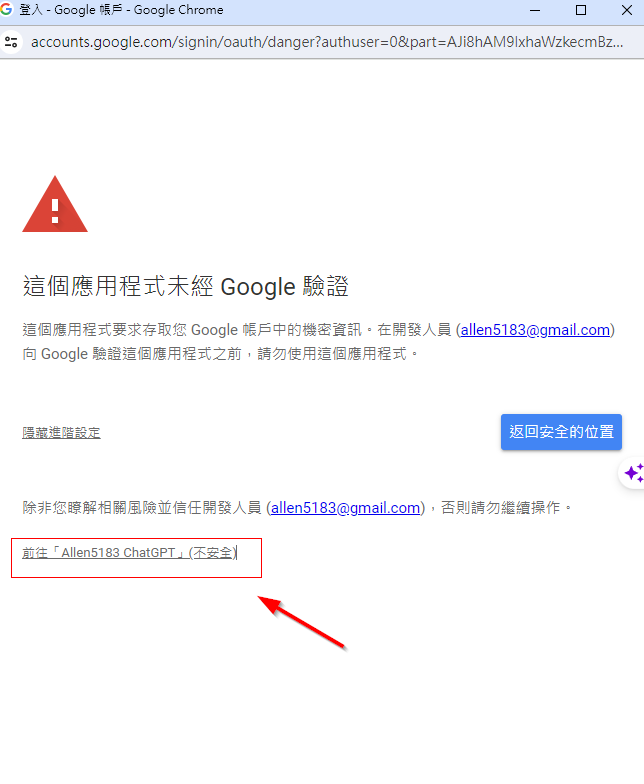 登入 - Google 帳戶 - Google Chrome
accounts.google.com/signin/oauth/danger?authuser=0&part=AJi8hAM9IxhaWzkecmBz...
這個應用程式未經 Google 驗證
這個應用程式要求存取您 Google 帳戶中的機密資訊。在開發人員 (allen5183@gmail.com)
向 Google 驗證這個應用程式之前，請勿使用這個應用程式。
隱藏進階設定
返回安全的位置
除非您瞭解相關風險並信任開發人員 (allen5183@gmail.com)，否則請勿繼續操作。
前往「Allen5183 ChatGPT」(不安全)